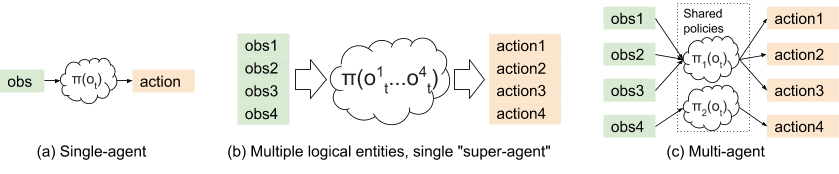 obs
π(o_t)
action
(a) Single-agent
obs1
obs2
obs3
obs4
π(o^1_t...o^4_t)
action1
action2
action3
action4
(b) Multiple logical entities, single "super-agent"
Shared
policies
obs1
obs2
obs3
obs4
π_1(o_t)
π_2(o_t)
action1
action2
action3
action4
(c) Multi-agent